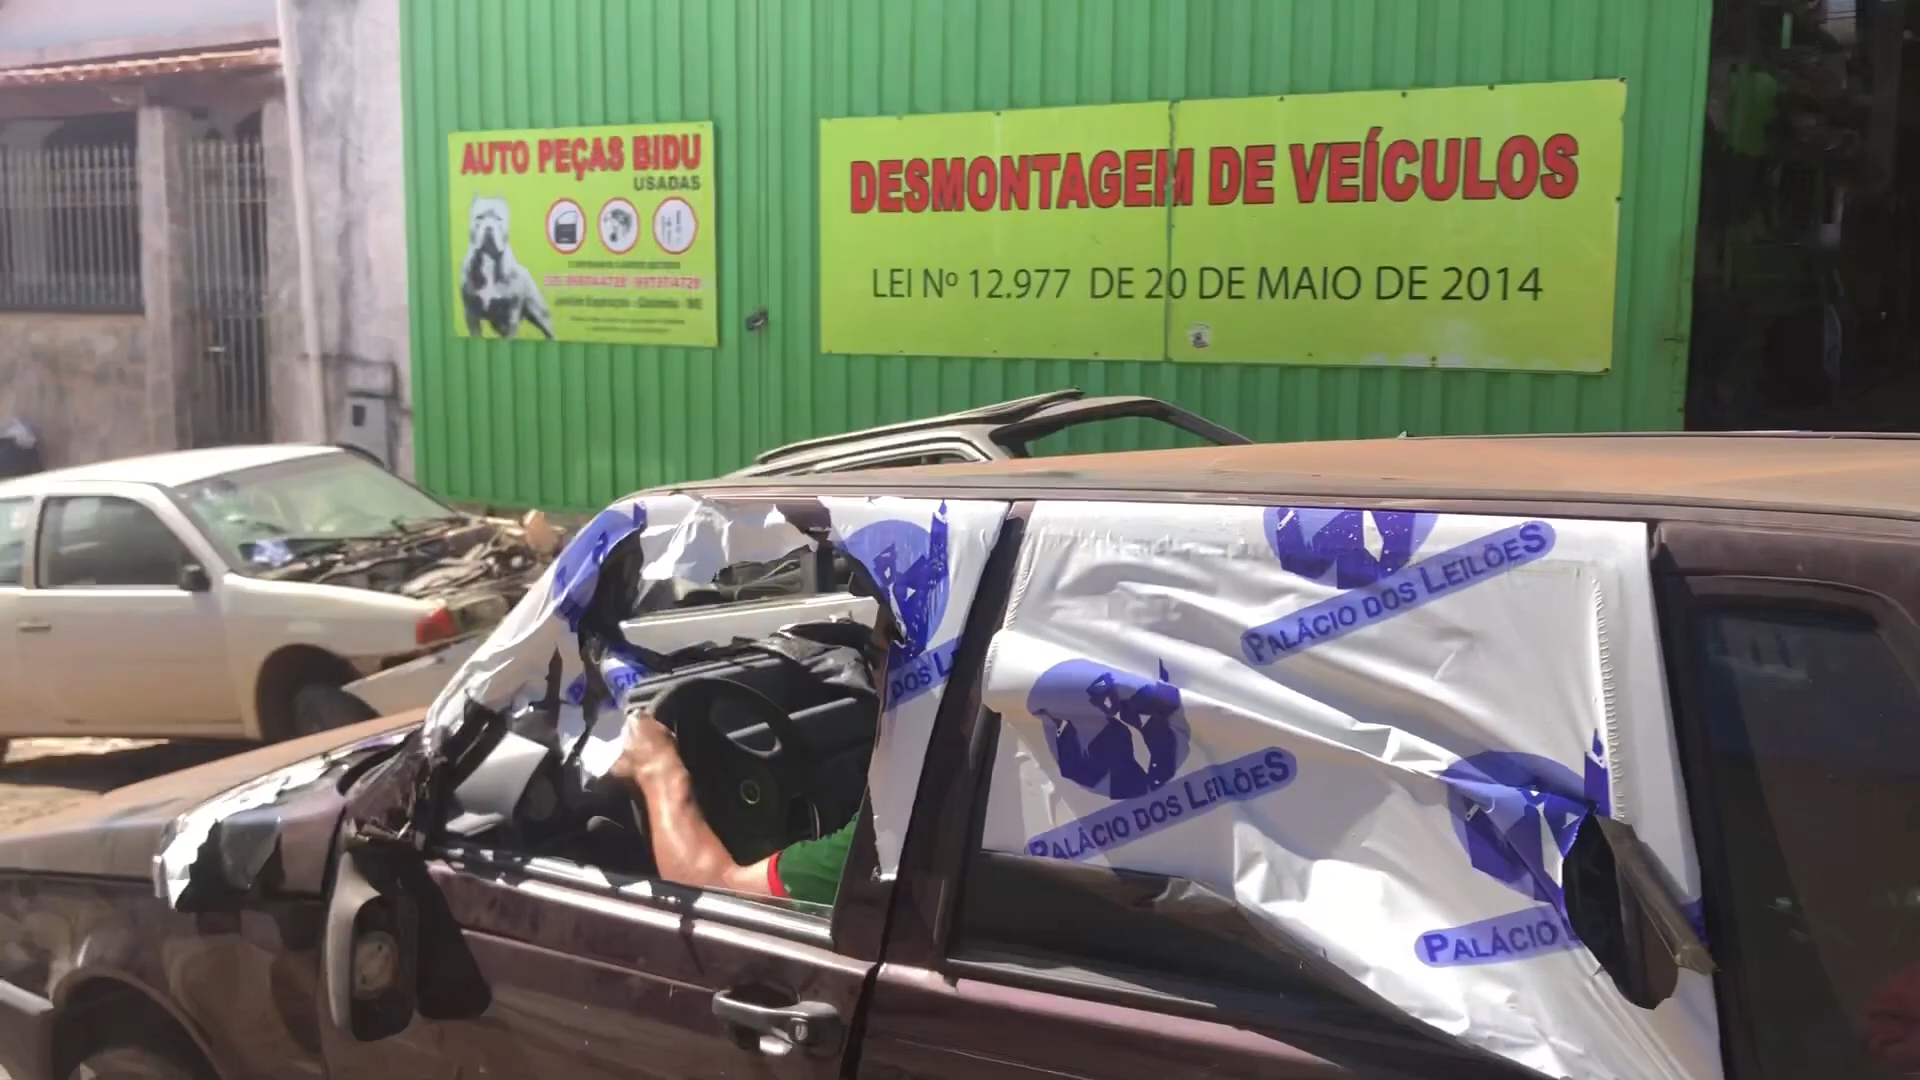 AUTO PEÇAS BIDU
USADAS
DESMONTAGEM DE VEÍCULOS
LEI Nº 12.977 DE 20 DE MAIO DE 2014
PALÁCIO DOS LEILÕES
DOS LE
PALÁCIO DOS LEILÕES
PALÁCIO